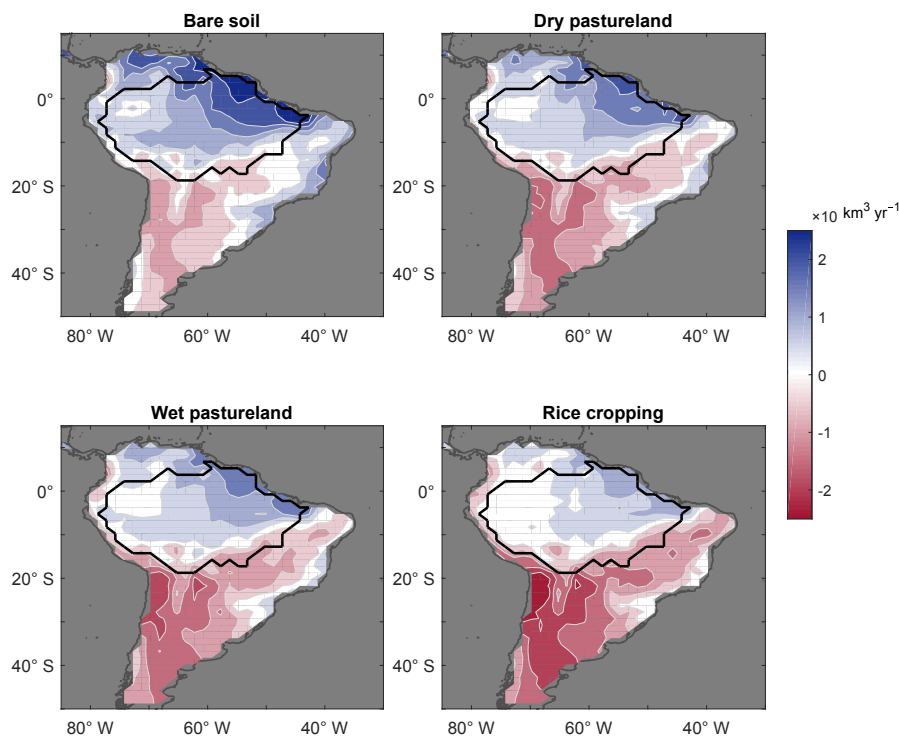 Bare soil
Dry pastureland
0°
20° S
40° S
80° W 60° W 40° W
0°
20° S
40° S
80° W 60° W 40° W
×10 km³ yr⁻¹
2
1
0
-1
-2
Wet pastureland
Rice cropping
0°
20° S
40° S
80° W 60° W 40° W
0°
20° S
40° S
80° W 60° W 40° W